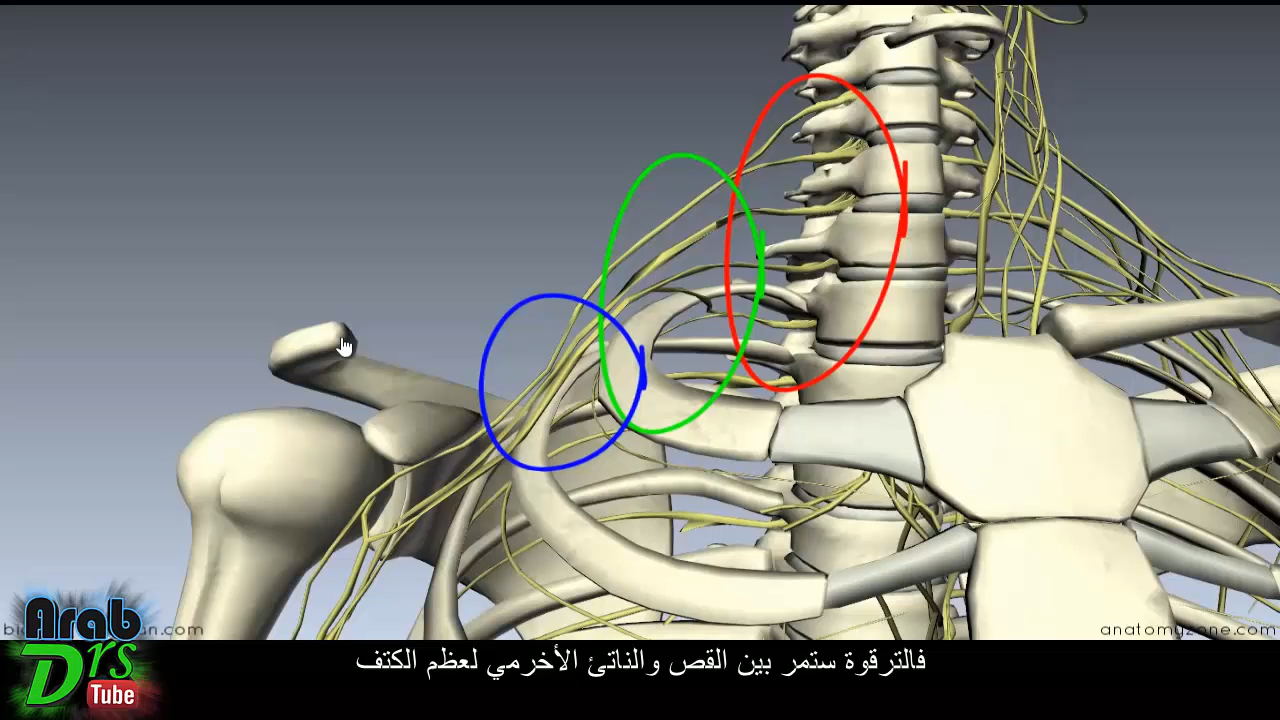 Arab
Drs
Tube
anatomyzone.com
فالترقوة ستمر بين القص والناتئ الأخرمي لعظم الكتف